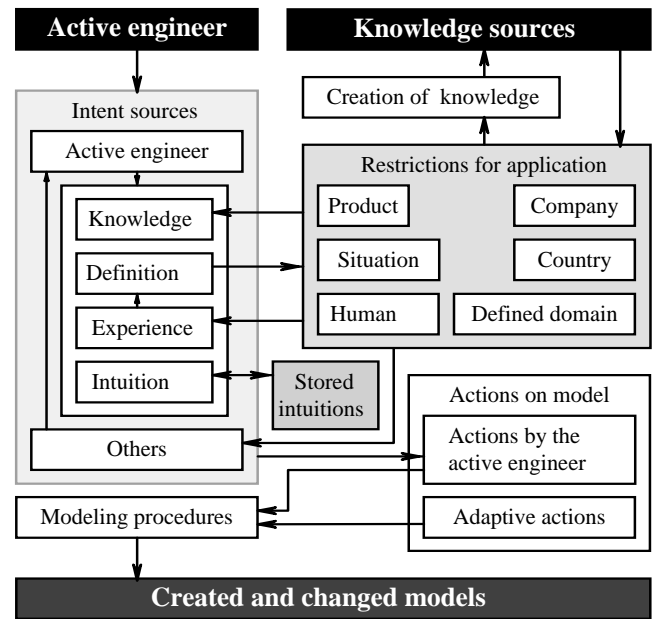 Active engineer
Knowledge sources
Creation of knowledge
Intent sources
Active engineer
Restrictions for application
Knowledge
Product
Company
Definition
Situation
Country
Experience
Human
Defined domain
Intuition
Stored
intuitions
Actions on model
Others
Actions by the
active engineer
Modeling procedures
Adaptive actions
Created and changed models